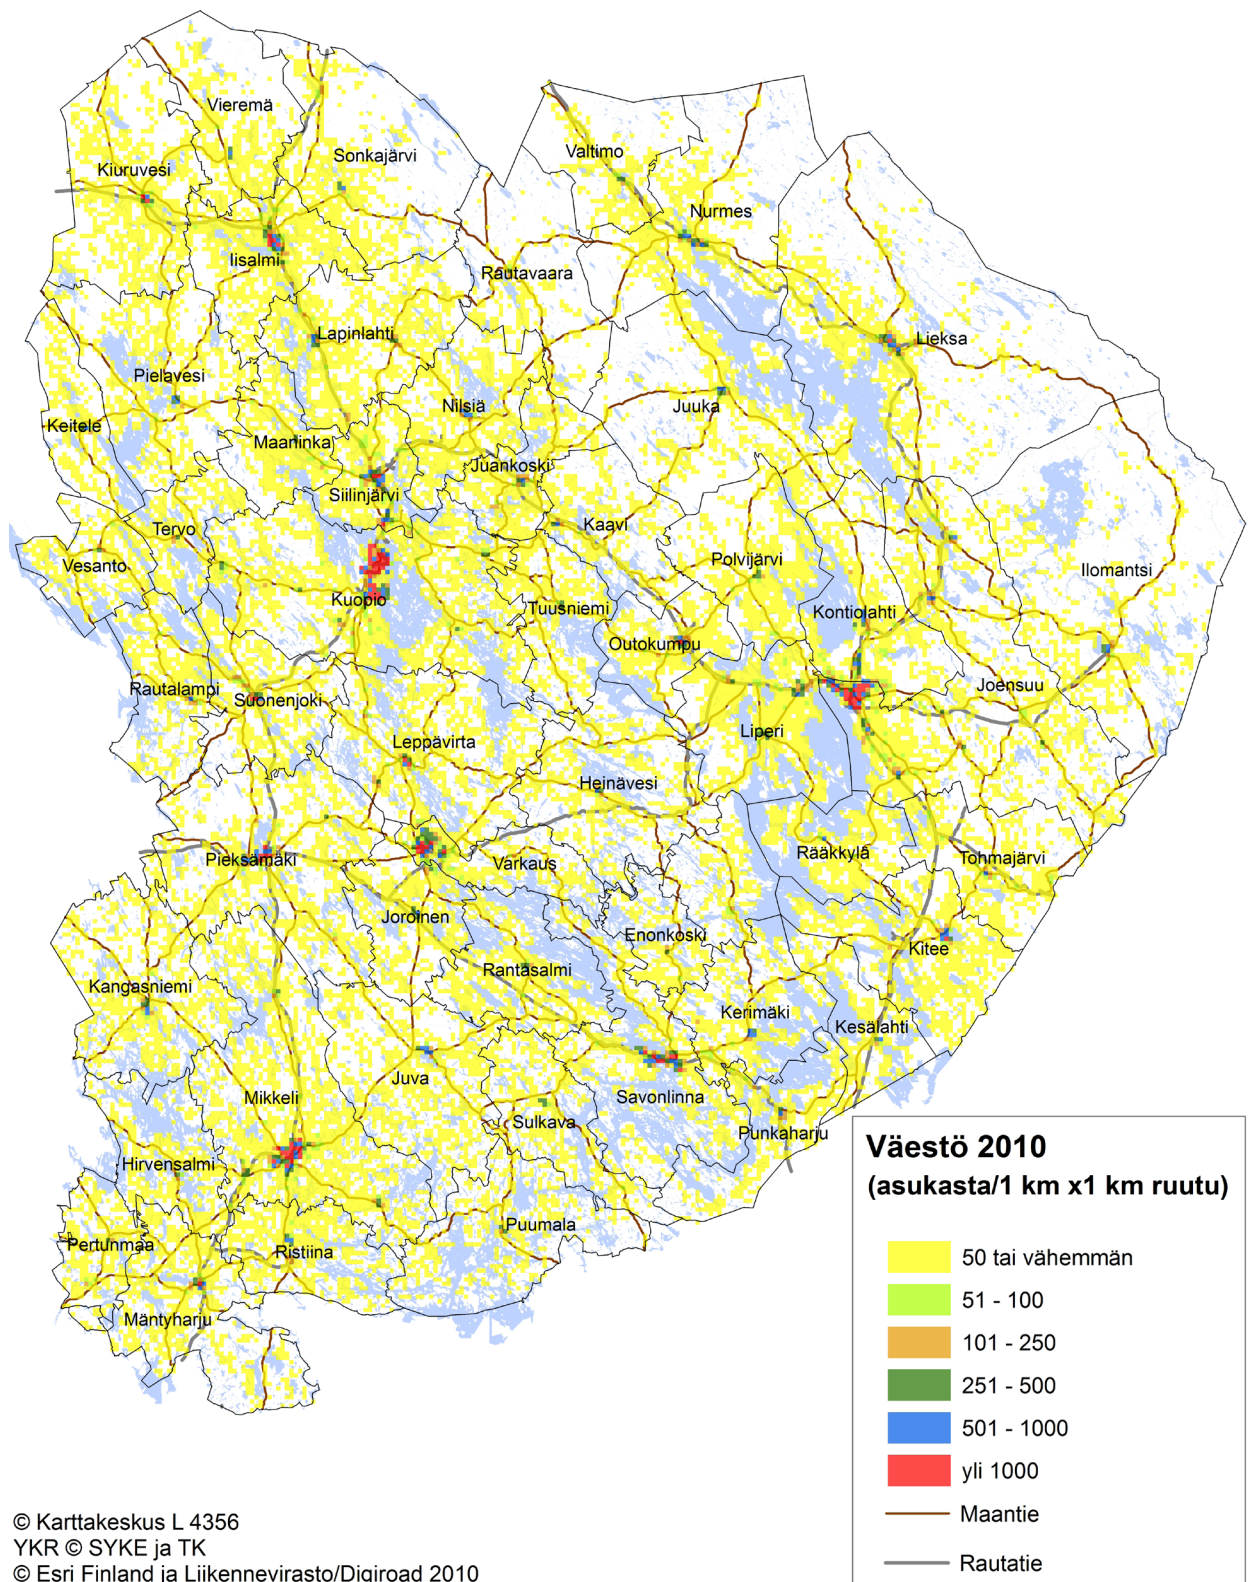 Vieremä
Sonkajärvi
Kiuruvesi
Valtimo
Nurmes
Iisalmi
Rautavaara
Lapinlahti
Lieksa
Pielavesi
Nilsiä
Juuka
Keitele
Maaninka
Juankoski
Siilinjärvi
Kaavi
Tervo
Vesanto
Polvijärvi
Ilomantsi
Kuopio
Tuusniemi
Kontiolahti
Outokumpu
Rautalampi
Suonenjoki
Joensuu
Liperi
Leppävirta
Heinävesi
Pieksämäki
Varkaus
Rääkkylä
Tohmajärvi
Joroinen
Enonkoski
Kitee
Rantasalmi
Kangasniemi
Kerimäki
Kesälahti
Juva
Mikkeli
Savonlinna
Sulkava
Punkaharju
Hirvensalmi
Puumala
Pertunmaa
Ristiina
Mäntyharju
Väestö 2010
(asukasta/1 km x1 km ruutu)
50 tai vähemmän
51 - 100
101 - 250
251 - 500
501 - 1000
yli 1000
Maantie
Rautatie
© Karttakeskus L 4356
YKR © SYKE ja TK
© Esri Finland ja Liikennevirasto/Digiroad 2010